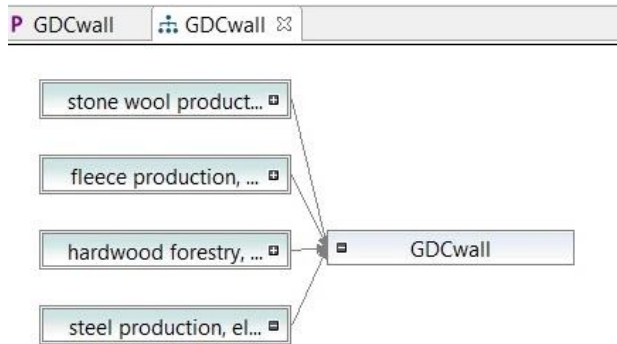 P GDCwall GDCwall
stone wool product...
fleece production, ...
hardwood forestry, ...
GDCwall
steel production, el...